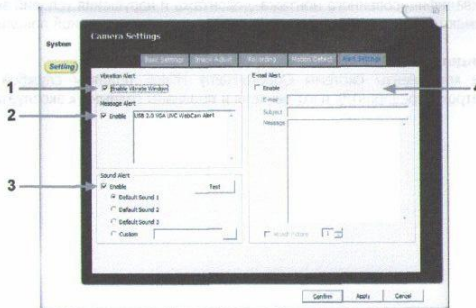 System
Setting
Camera Settings
Basic Settings
Image Adjust
Recording
Motion Detect
Alert Settings
Vibration Alert
Enable Vibrate Window
Message Alert
Enable
USB 2.0 VGA UVC WebCam Alert
Sound Alert
Enable
Test
Default Sound 1
Default Sound 2
Default Sound 3
Custom
E-mail Alert
Enable
E-mail
Subject
Message
1
Confirm
Apply
Cancel
1
2
3
4